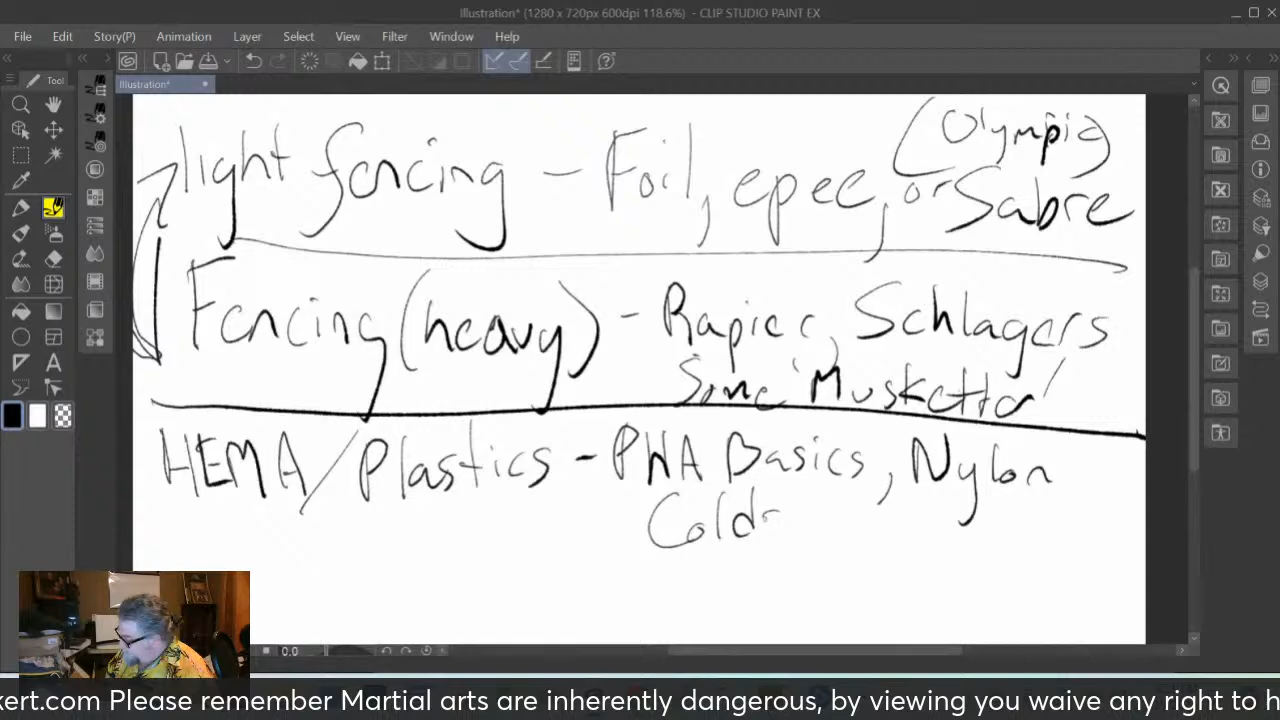 Illustration* (1280 x 720px 600dpi 118.6%) - CLIP STUDIO PAINT EX
File Edit Story(P) Animation Layer Select View Filter Window Help
Tool
Illustration*
(Olympic)
light fencing - Foil, epee, or Sabre
Fencing (heavy) - Rapier, Schlagers
Some 'Musketta'
HEMA/Plastics - PHA Basics, Nylon
Cold
0.0
kert.com Please remember Martial arts are inherently dangerous, by viewing you waive any right to h